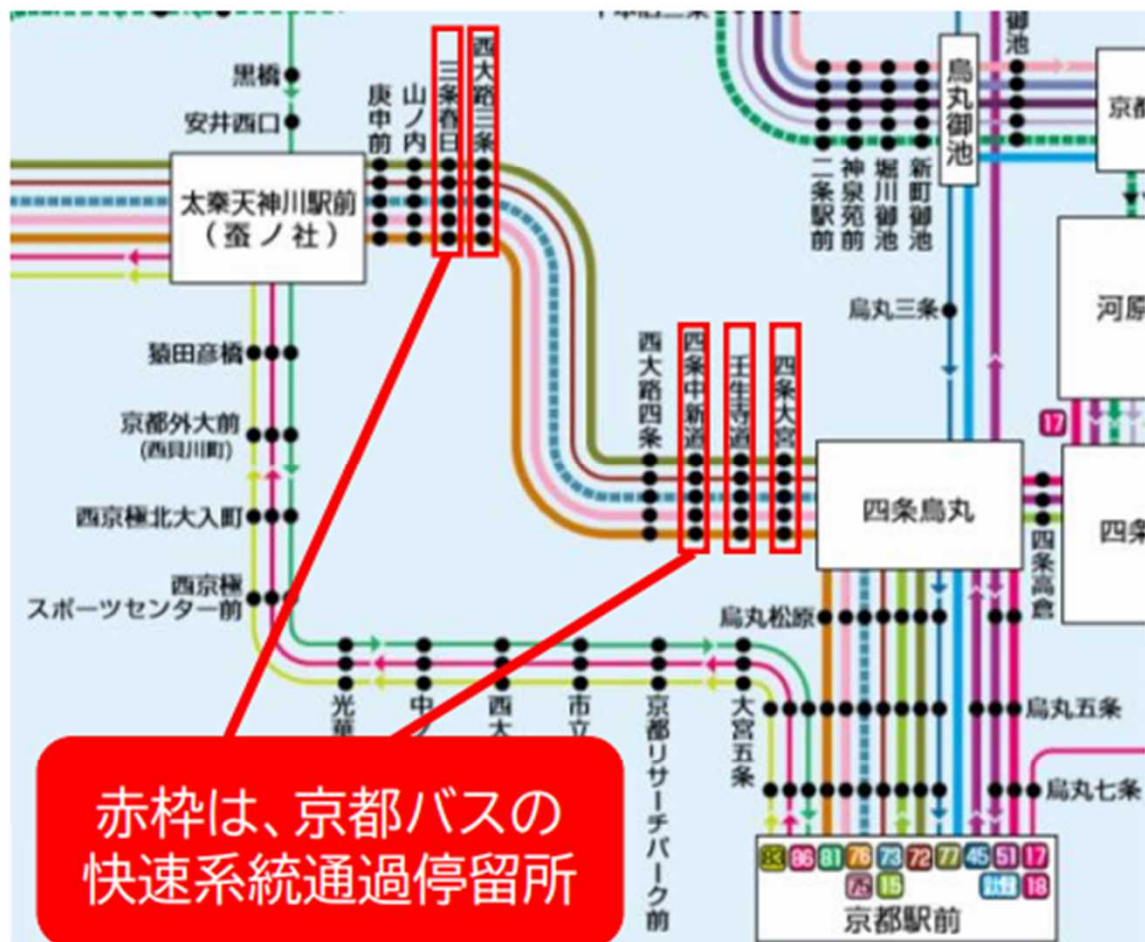 黒橋
安井西口
太秦天神川駅前
（蚕ノ社）
庚申前
山ノ内
三条春日
西大路三条
二条駅前
神泉苑前
堀川御池
新町御池
烏丸御池
御池
京都
河原
烏丸三条
17
猿田彦橋
京都外大前
(西貝川町)
西京極北大入町
西京極
スポーツセンター前
西大路四条
四条中新道
壬生寺道
四条大宮
四条烏丸
四条高倉
四条
烏丸松原
烏丸五条
烏丸七条
光華
中ノ
西大
市立
京都リサーチパーク前
大宮五条
赤枠は、京都バスの
快速系統通過停留所
83 86 81 76 73 72 77 45 51 17
75 15 18
京都駅前